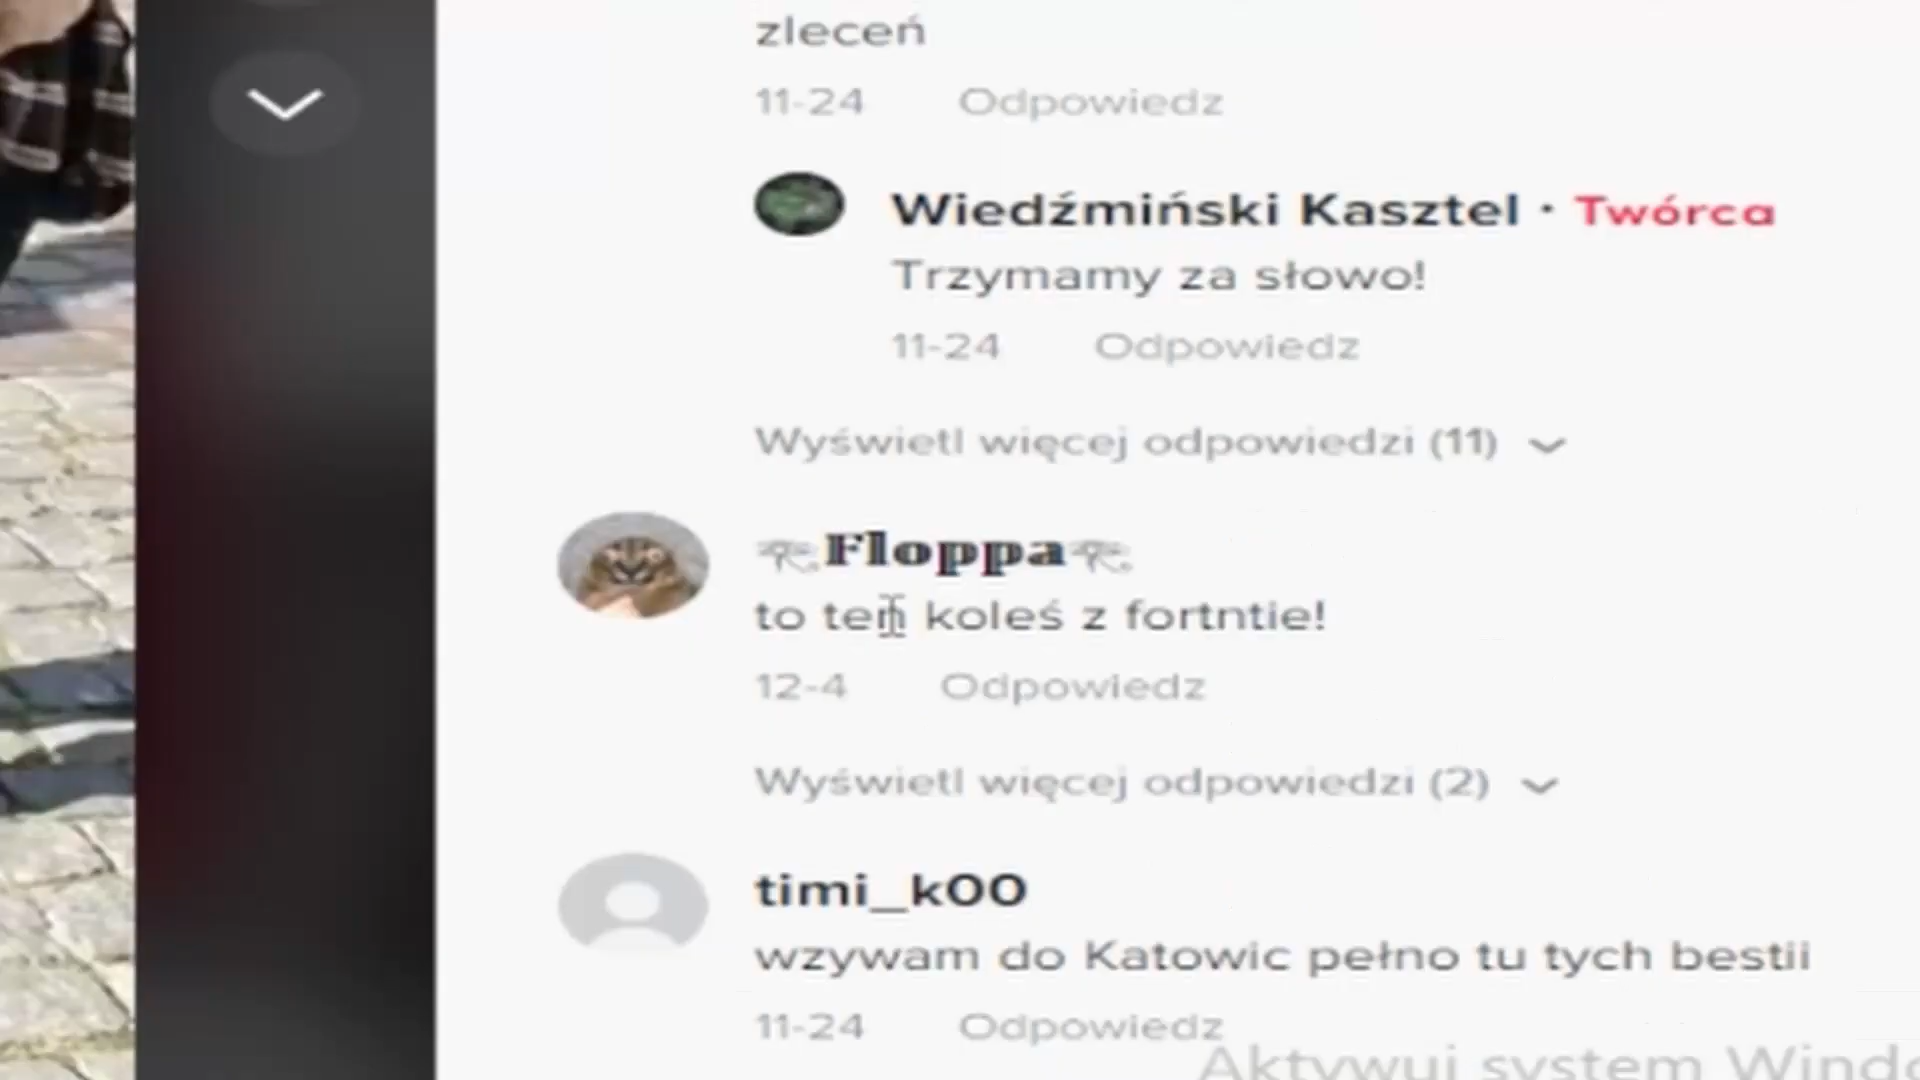 zleceń
11-24 Odpowiedz
Wiedźmiński Kasztel · Twórca
Trzymamy za słowo!
11-24 Odpowiedz
Wyświetl więcej odpowiedzi (11)
Floppa
to ten koleś z fortntie!
12-4 Odpowiedz
Wyświetl więcej odpowiedzi (2)
timi_k00
wzywam do Katowic pełno tu tych bestii
11-24 Odpowiedz
Aktywuj system Windo